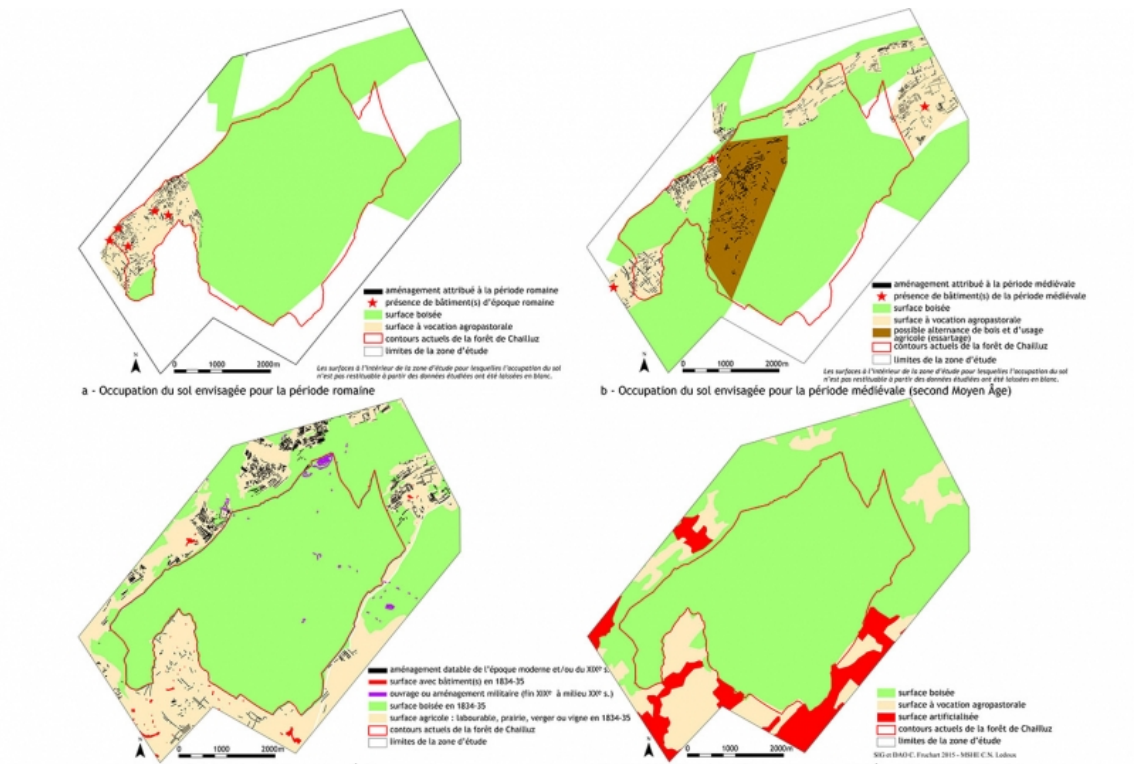 aménagement attribué à la période romaine
présence de bâtiment(s) d'époque romaine
surface boisée
surface à vocation agropastorale
contours actuels de la forêt de Chailluz
limites de la zone d'étude
N
0 1000 2000m
Les surfaces à l'intérieur de la zone d'étude pour lesquelles l'occupation du sol
n'est pas restituable à partir des données étudiées ont été laissées en blanc.
a - Occupation du sol envisagée pour la période romaine
aménagement attribué à la période médiévale
présence de bâtiment(s) de la période médiévale
surface boisée
surface à vocation agropastorale
possible alternance de bois et d'usage
agricole (essartage)
contours actuels de la forêt de Chailluz
limites de la zone d'étude
N
0 1000 2000m
Les surfaces à l'intérieur de la zone d'étude pour lesquelles l'occupation du sol
n'est pas restituable à partir des données étudiées ont été laissées en blanc.
b - Occupation du sol envisagée pour la période médiévale (second Moyen Âge)
aménagement datable de l'époque moderne et/ou du XIXe s.
surface avec bâtiment(s) en 1834-35
ouvrage ou aménagement militaire (fin XIXe à milieu XXe s.)
surface boisée en 1834-35
surface agricole : labourable, prairie, verger ou vigne en 1834-35
contours actuels de la forêt de Chailluz
limites de la zone d'étude
N
0 1000 2000m
surface boisée
surface à vocation agropastorale
surface artificialisée
contours actuels de la forêt de Chailluz
limites de la zone d'étude
N
0 1000 2000m
SIG et DAO C. Fruchart 2015 - MSHE C.N. Ledoux